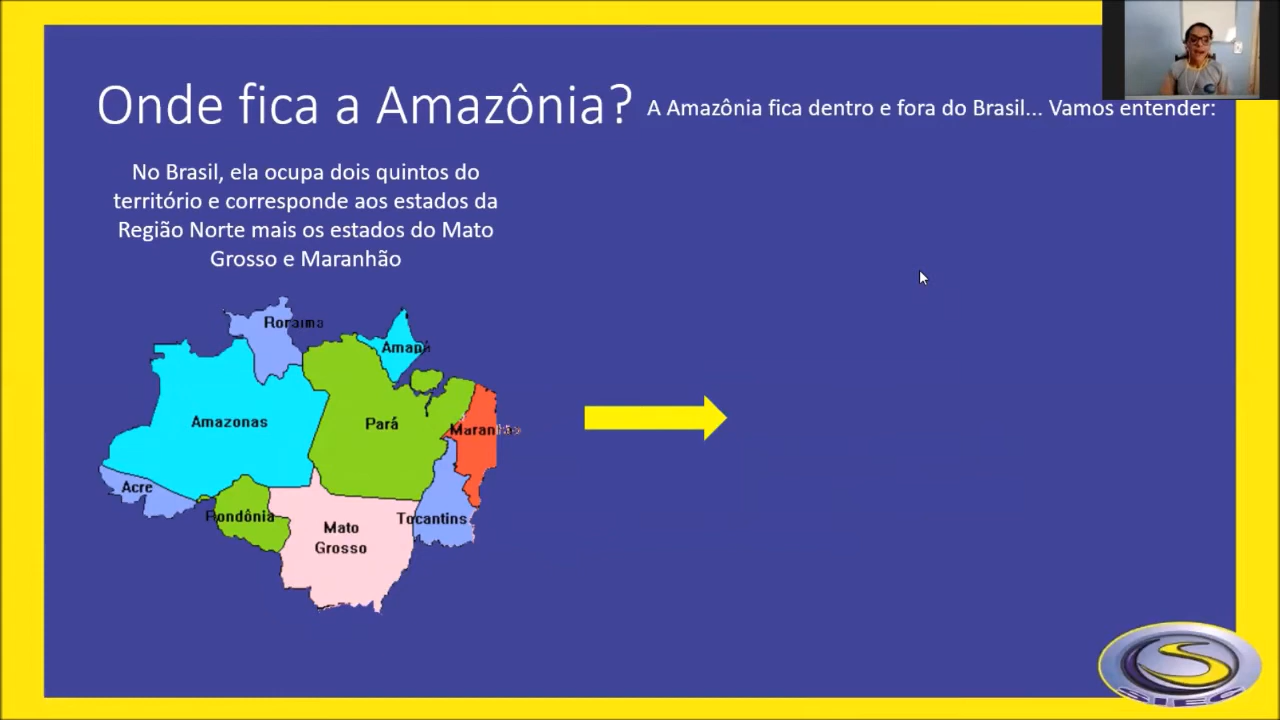 Onde fica a Amazônia?
A Amazônia fica dentro e fora do Brasil... Vamos entender:
No Brasil, ela ocupa dois quintos do
território e corresponde aos estados da
Região Norte mais os estados do Mato
Grosso e Maranhão
Roraima
Amapá
Amazonas
Pará
Maranhão
Acre
Rondônia
Mato
Grosso
Tocantins
SIEC